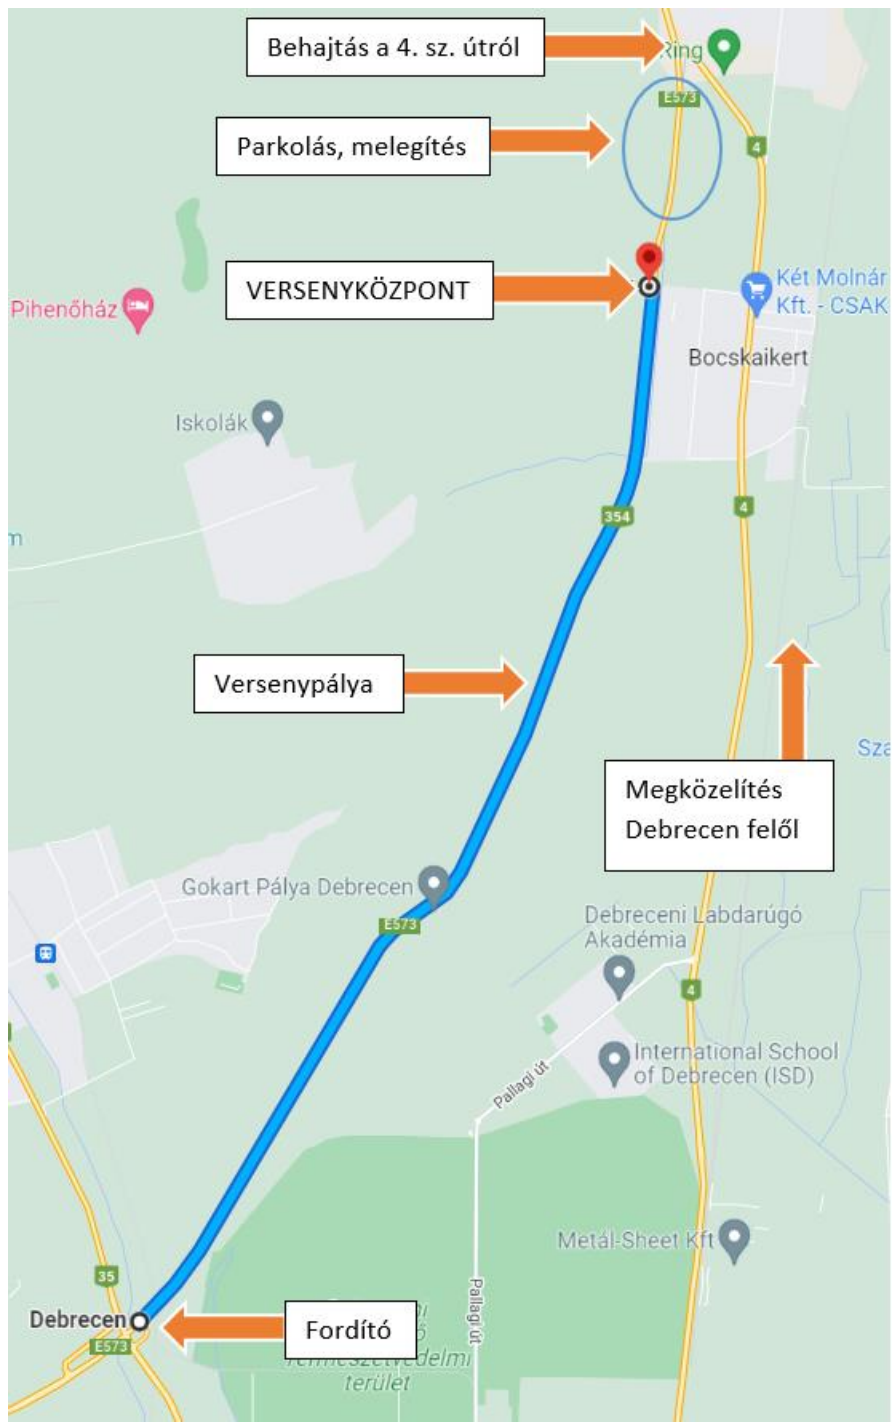 Behajtás a 4. sz. útról
Ring
E573
Parkolás, melegítés
4
VERSENYKÖZPONT
Két Molnár
Kft. - CSAK
Pihenőház
Bocskaikert
Iskolák
4
354
m
Versenypálya
Sza
Megközelítés
Debrecen felől
Gokart Pálya Debrecen
E573
Debreceni Labdarúgó
Akadémia
4
International School
of Debrecen (ISD)
Pallagi út
Metál-Sheet Kft
35
Pallagi út
Debrecen
E573
Fordító
Természetvédelmi
terület